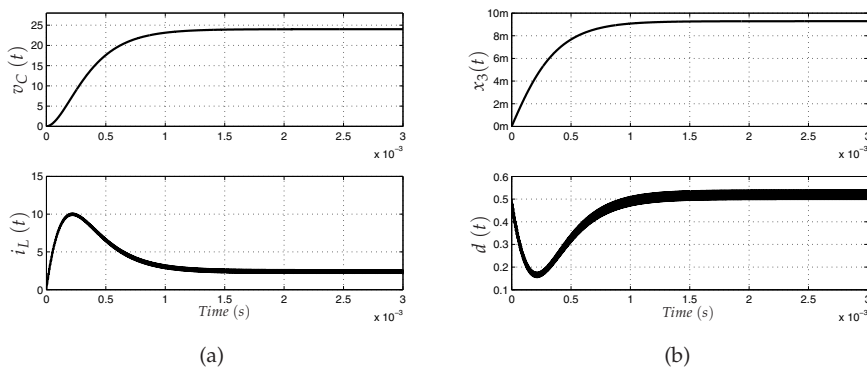 25
20
15
10
5
0
v_C (t)
0 0.5 1 1.5 2 2.5 3
x 10⁻³
15
10
5
0
i_L (t)
0 0.5 1 1.5 2 2.5 3
Time (s)
x 10⁻³
(a)
10m
8m
6m
4m
2m
0m
x_3(t)
0 0.5 1 1.5 2 2.5 3
x 10⁻³
0.6
0.5
0.4
0.3
0.2
0.1
d (t)
0 0.5 1 1.5 2 2.5 3
Time (s)
x 10⁻³
(b)